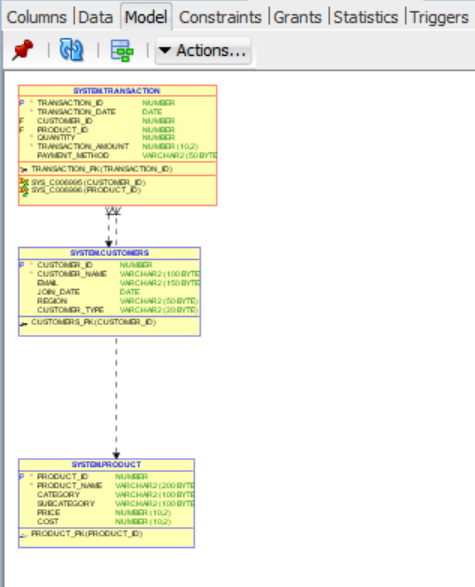 Columns Data Model Constraints Grants Statistics Triggers
Actions...
SYSTEM.TRANSACTION
P * TRANSACTION_ID NUMBER
* TRANSACTION_DATE DATE
F CUSTOMER_ID NUMBER
F PRODUCT_ID NUMBER
* QUANTITY NUMBER
* TRANSACTION_AMOUNT NUMBER (10,2)
PAYMENT_METHOD VARCHAR2 (50 BYTE
TRANSACTION_PK (TRANSACTION_ID)
SYS_C006995 (CUSTOMER_ID)
SYS_C006996 (PRODUCT_ID)
SYSTEM.CUSTOMERS
P * CUSTOMER_ID NUMBER
* CUSTOMER_NAME VARCHAR2 (100 BYTE
EMAIL VARCHAR2 (150 BYTE
JOIN_DATE DATE
REGION VARCHAR2 (50 BYTE)
CUSTOMER_TYPE VARCHAR2 (20 BYTE)
CUSTOMERS_PK (CUSTOMER_ID)
SYSTEM.PRODUCT
P * PRODUCT_ID NUMBER
* PRODUCT_NAME VARCHAR2 (200 BYTE
CATEGORY VARCHAR2 (100 BYTE
SUBCATEGORY VARCHAR2 (100 BYTE
PRICE NUMBER (10,2)
COST NUMBER (10,2)
PRODUCT_PK (PRODUCT_ID)